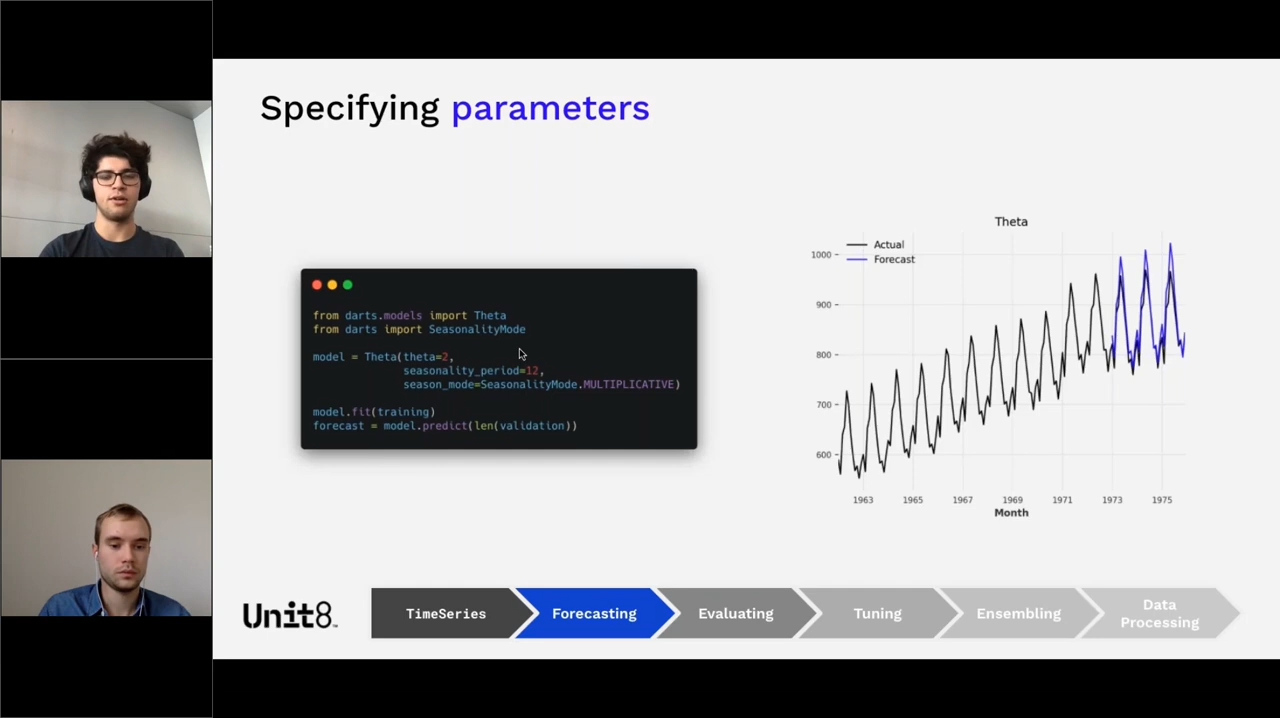 Specifying parameters
from darts.models import Theta
from darts import SeasonalityMode
model = Theta(theta=2,
seasonality_period=12,
season_mode=SeasonalityMode.MULTIPLICATIVE)
model.fit(training)
forecast = model.predict(len(validation))
Theta
Actual
Forecast
1000
900
800
700
600
1963 1965 1967 1969 1971 1973 1975
Month
Unit8
TimeSeries
Forecasting
Evaluating
Tuning
Ensembling
Data
Processing